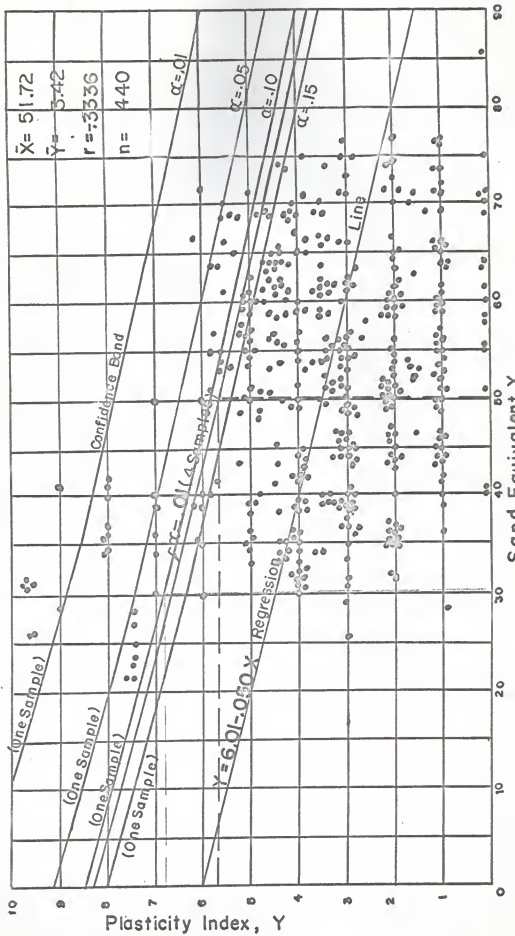 X̄= 51.72
Ȳ= 3.42
r=-.3336
n= 440
α=.01
α=.05
α=.10
α=.15
Confidence Band
α=.01 (4 Samples)
(One Sample)
(One Sample)
(One Sample)
(One Sample)
Y = 6.01-.050 X
Regression Line
Plasticity Index, Y
10
9
8
7
6
5
4
3
2
1
0
0
10
20
30
40
50
60
70
80
90
Sand Equivalent X